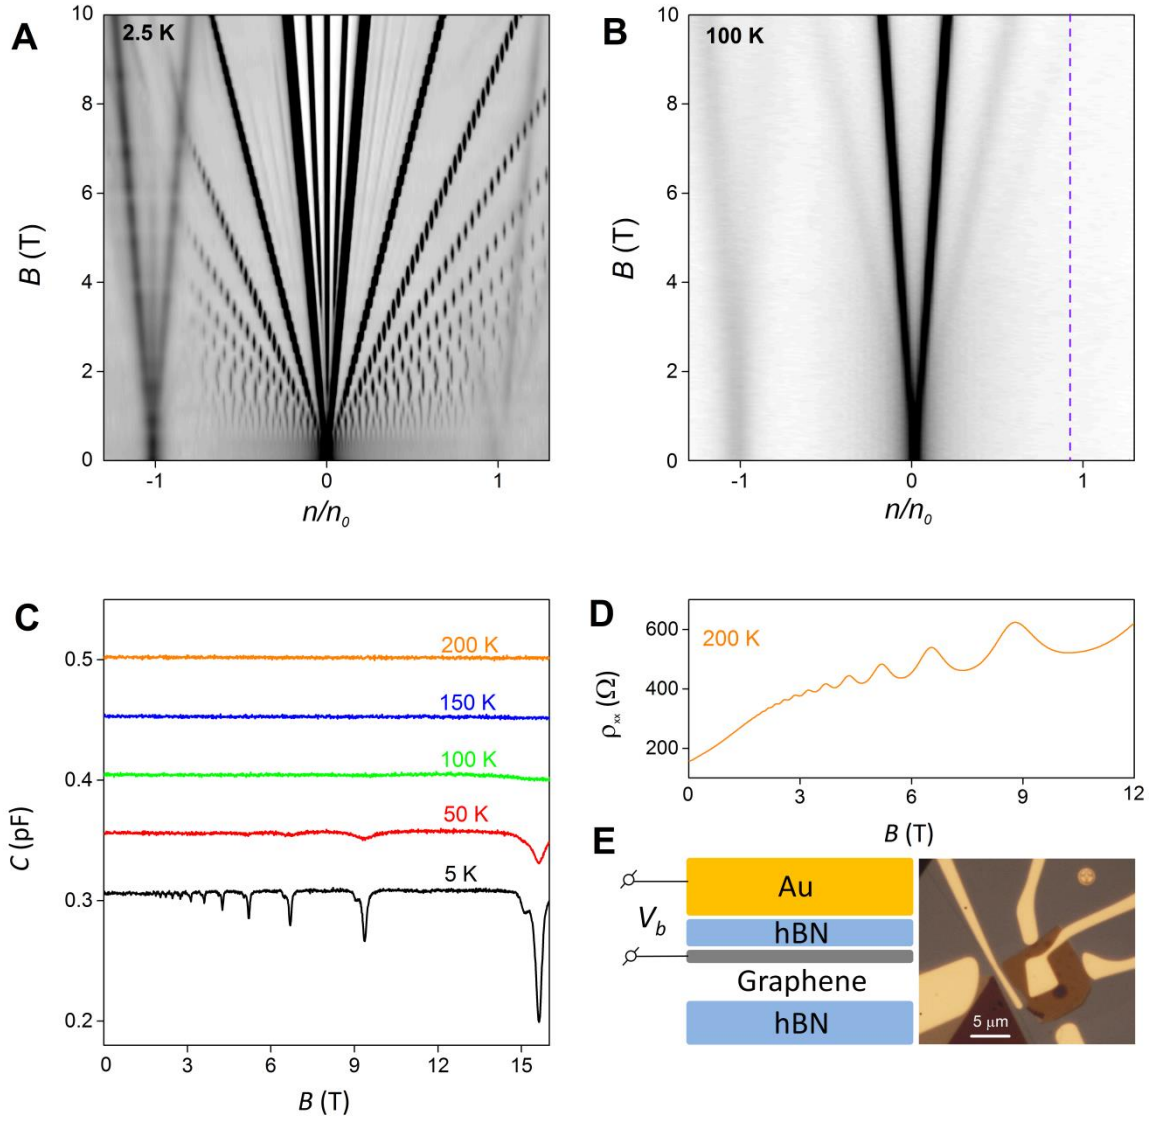 A
2.5 K
10
8
6
4
2
0
B (T)
-1
0
1
n/n₀
B
100 K
10
8
6
4
2
0
B (T)
-1
0
1
n/n₀
C
200 K
150 K
100 K
50 K
5 K
0.5
0.4
0.3
0.2
C (pF)
0
3
6
9
12
15
B (T)
D
200 K
600
400
200
ρxx (Ω)
0
3
6
9
12
B (T)
E
Vb
Au
hBN
Graphene
hBN
5 μm